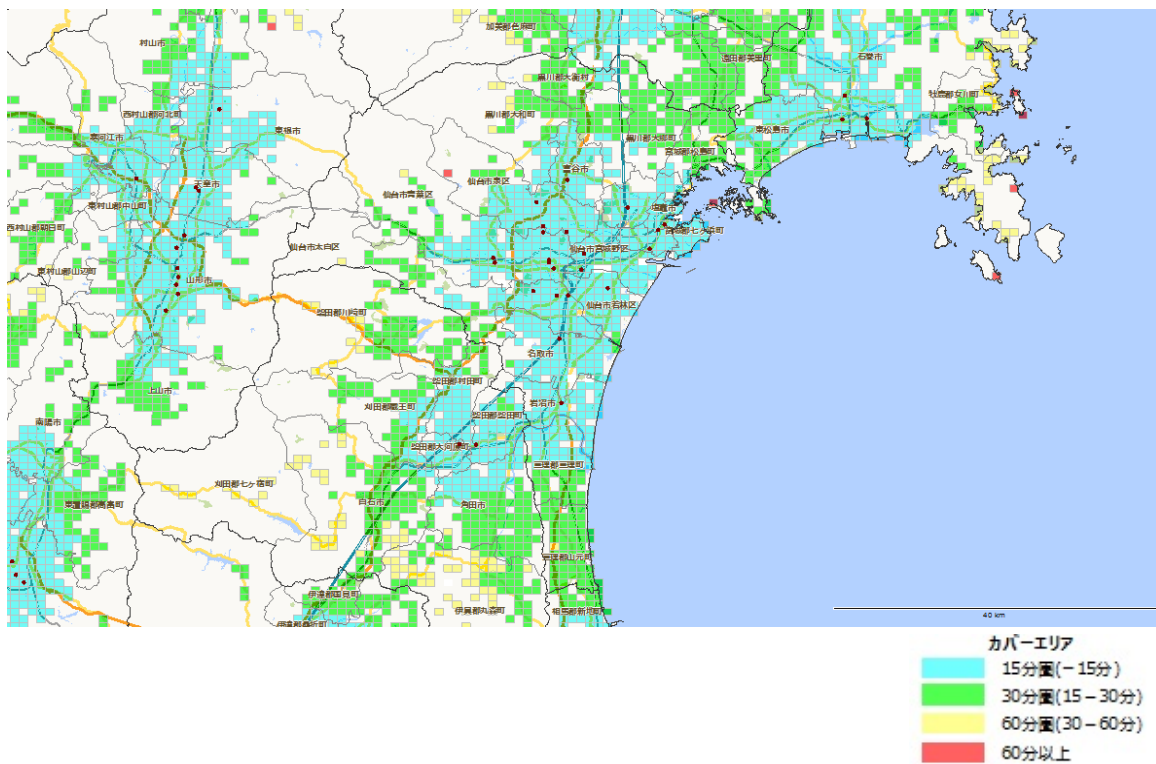 加美郡色麻町
村山市
遠田郡美里町
石巻市
黒川郡大衡村
牡鹿郡女川町
西村山郡河北町
黒川郡大和町
東松島市
寒河江市
東根市
黒川郡大郷町
宮城郡松島町
富谷市
天童市
仙台市泉区
仙台市青葉区
東村山郡中山町
塩竈市
西村山郡朝日町
宮城郡七ヶ浜町
仙台市太白区
仙台市宮城野区
東村山郡山辺町
山形市
仙台市若林区
柴田郡川崎町
名取市
柴田郡村田町
上山市
刈田郡蔵王町
岩沼市
柴田郡柴田町
南陽市
柴田郡大河原町
亘理郡亘理町
刈田郡七ヶ宿町
白石市
角田市
東置賜郡高畠町
亘理郡山元町
伊達郡国見町
伊具郡丸森町
相馬郡新地町
伊達郡桑折町
40 km
カバーエリア
15分圏(－15分)
30分圏(15－30分)
60分圏(30－60分)
60分以上